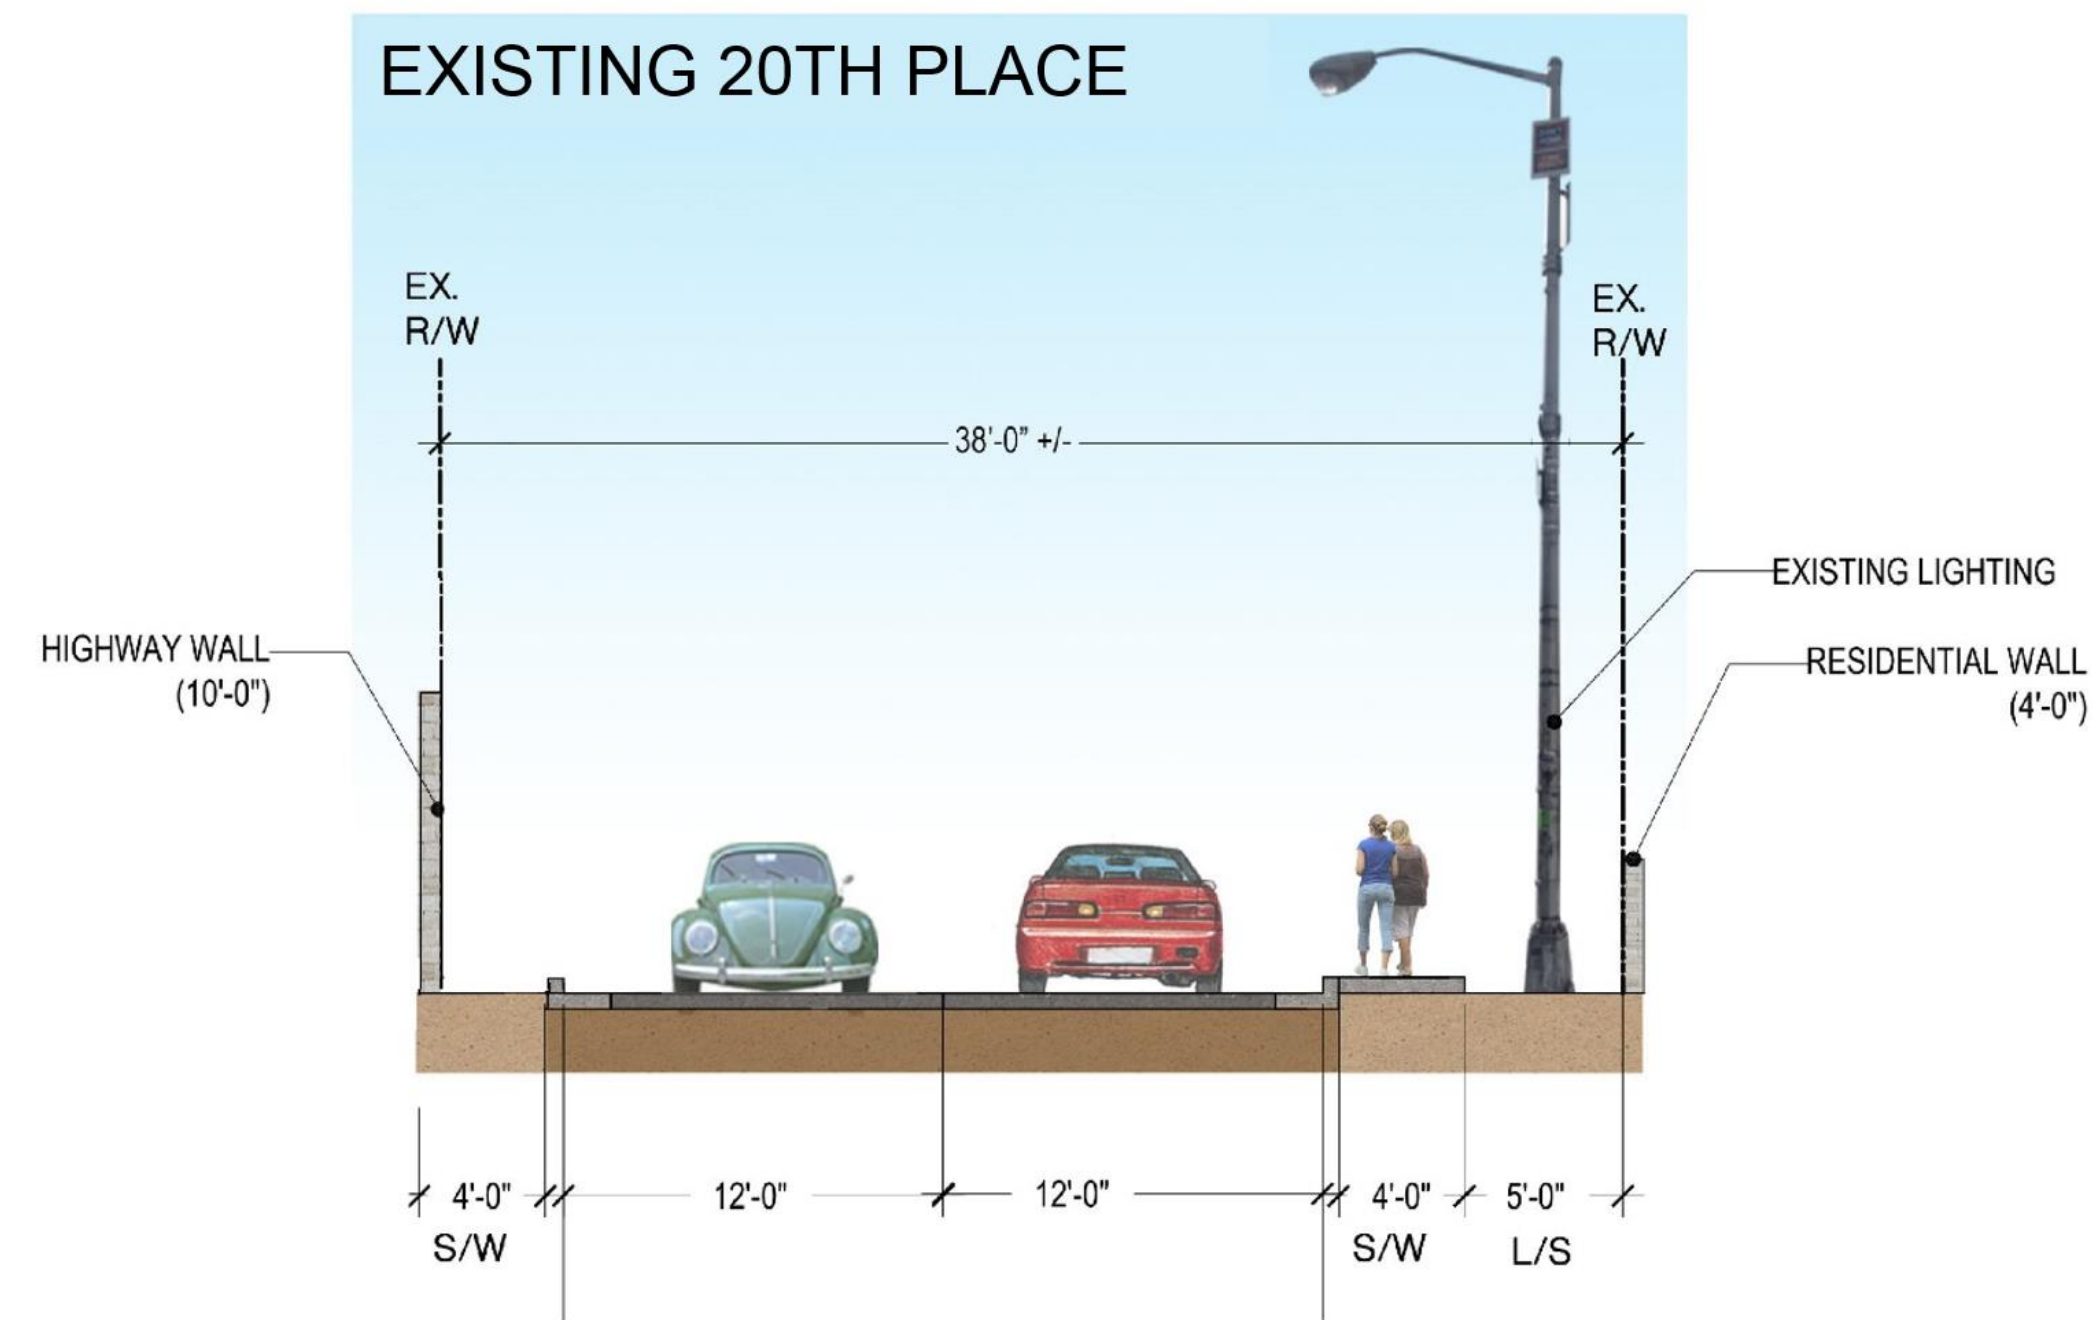 EXISTING 20TH PLACE
EX.
R/W
EX.
R/W
38'-0” +/-
EXISTING LIGHTING
HIGHWAY WALL
(10'-0")
RESIDENTIAL WALL
(4'-0")
4'-0" 12'-0" 12'-0" 4'-0" 5'-0"
S/W S/W L/S